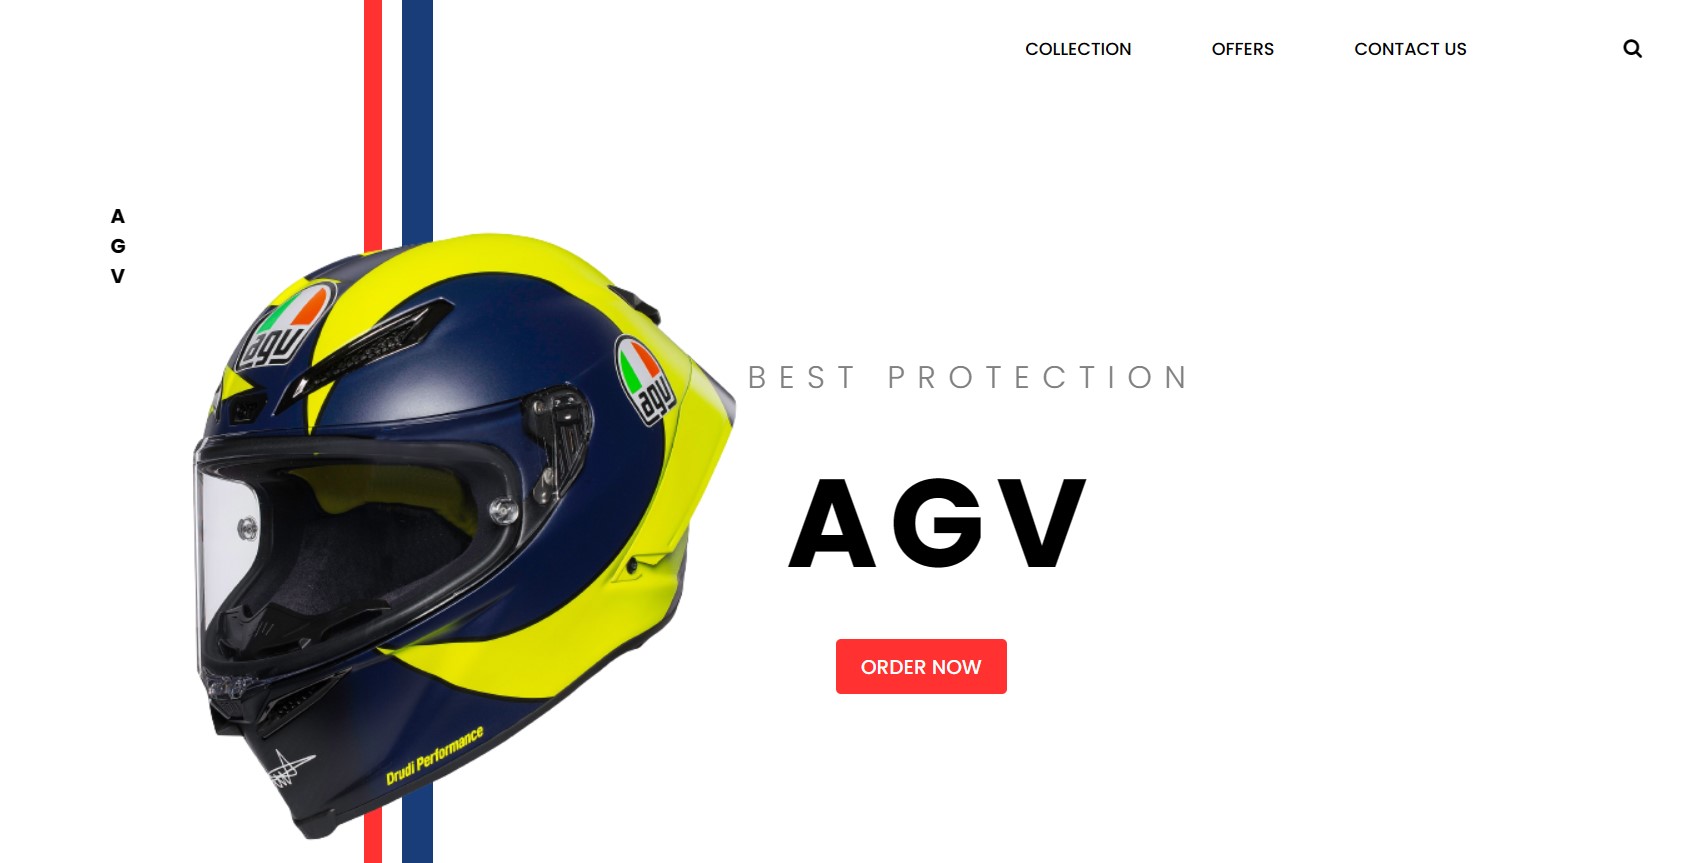 COLLECTION OFFERS CONTACT US
A
G
V
agv
agv
BEST PROTECTION
AGV
ORDER NOW
Drudi Performance